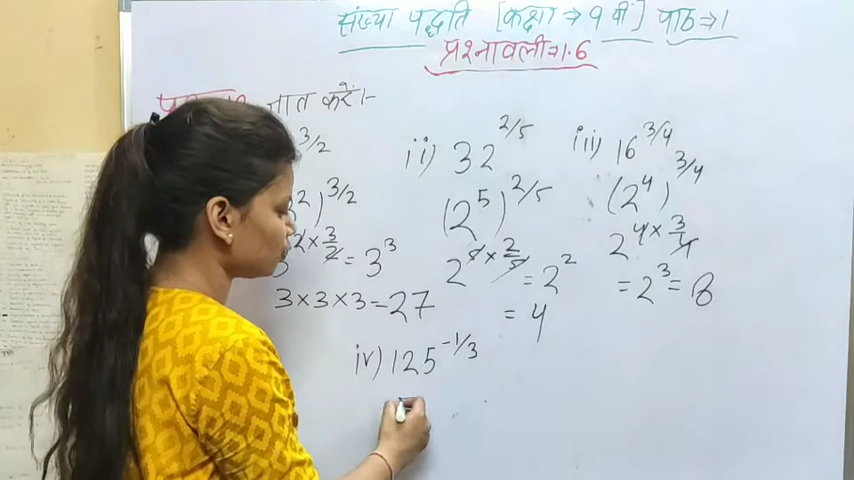 संख्या पद्धति [कक्षा → 9 वीं] पाठ → 1
प्रश्नावली → 1.6
ज्ञात करें :-
3/2
ii) 32^2/5
iii) 16^3/4
2)^3/2
(2^5)^2/5
(2^4)^3/4
2 × 3/2 = 3^3
2^5 × 2/5 = 2^2
2^4 × 3/4
3 × 3 × 3 = 27
= 4
= 2^3 = 8
iv) 125^-1/3